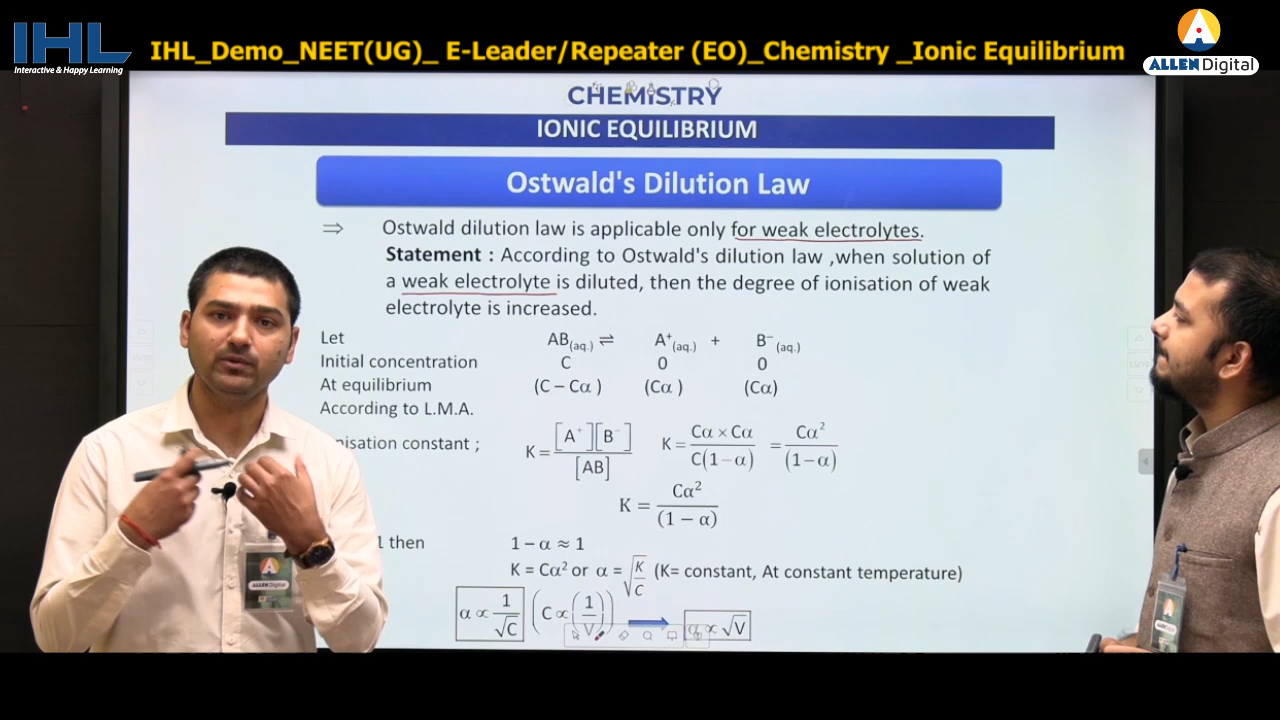 IHL
Interactive & Happy Learning
IHL_Demo_NEET(UG)_ E-Leader/Repeater (EO)_Chemistry _Ionic Equilibrium
ALLEN Digital
CHEMISTRY
IONIC EQUILIBRIUM
Ostwald's Dilution Law
⇒ Ostwald dilution law is applicable only for weak electrolytes.
Statement : According to Ostwald's dilution law ,when solution of
a weak electrolyte is diluted, then the degree of ionisation of weak
electrolyte is increased.
Let AB(aq.) ⇌ A⁺(aq.) + B⁻(aq.)
Initial concentration C 0 0
At equilibrium (C – Cα ) (Cα ) (Cα)
According to L.M.A.
nisation constant ; K = [A⁺][B⁻] / [AB] K = Cα × Cα / C(1–α) = Cα² / (1–α)
K = Cα² / (1 − α)
1 then 1 – α ≈ 1
K = Cα² or α = √(K/C) (K= constant, At constant temperature)
α ∝ 1/√C (C ∝ (1/V)) α ∝ √V
ALLEN Digital